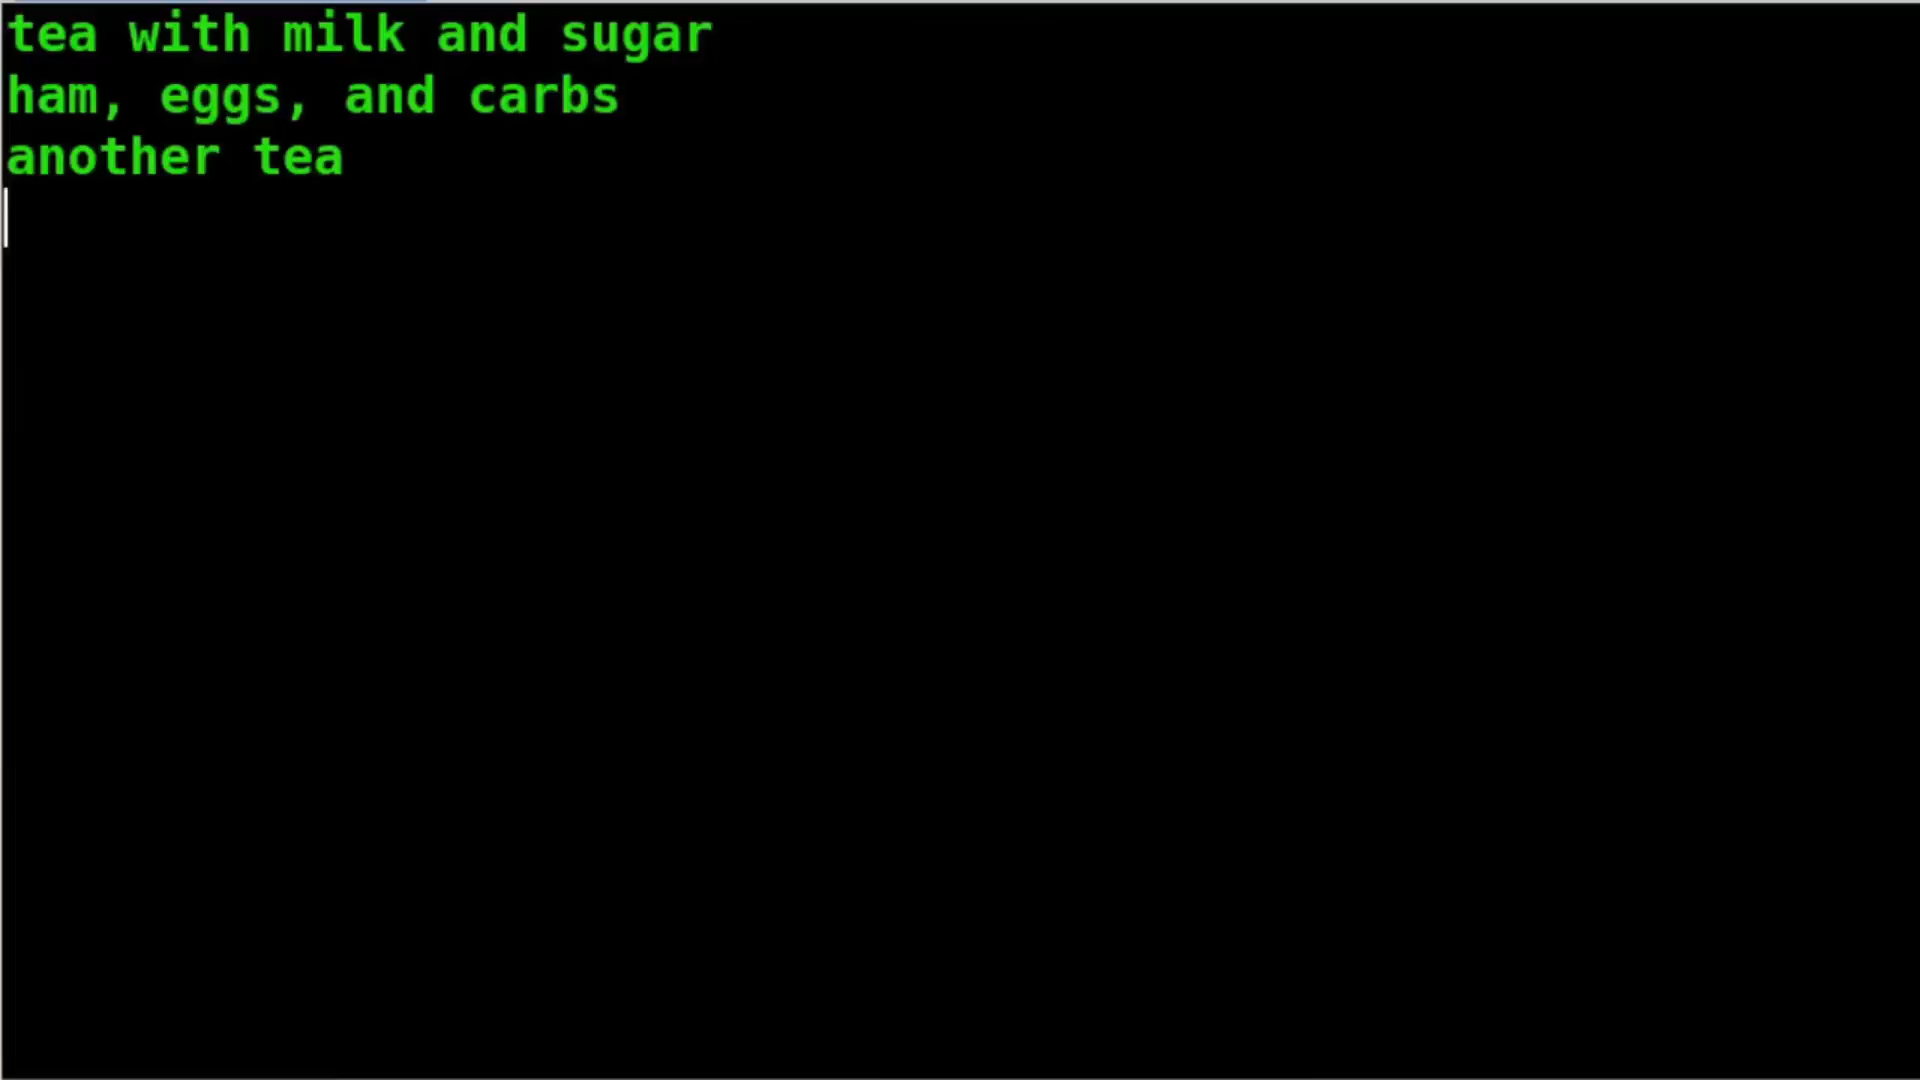 tea with milk and sugar
ham, eggs, and carbs
another tea